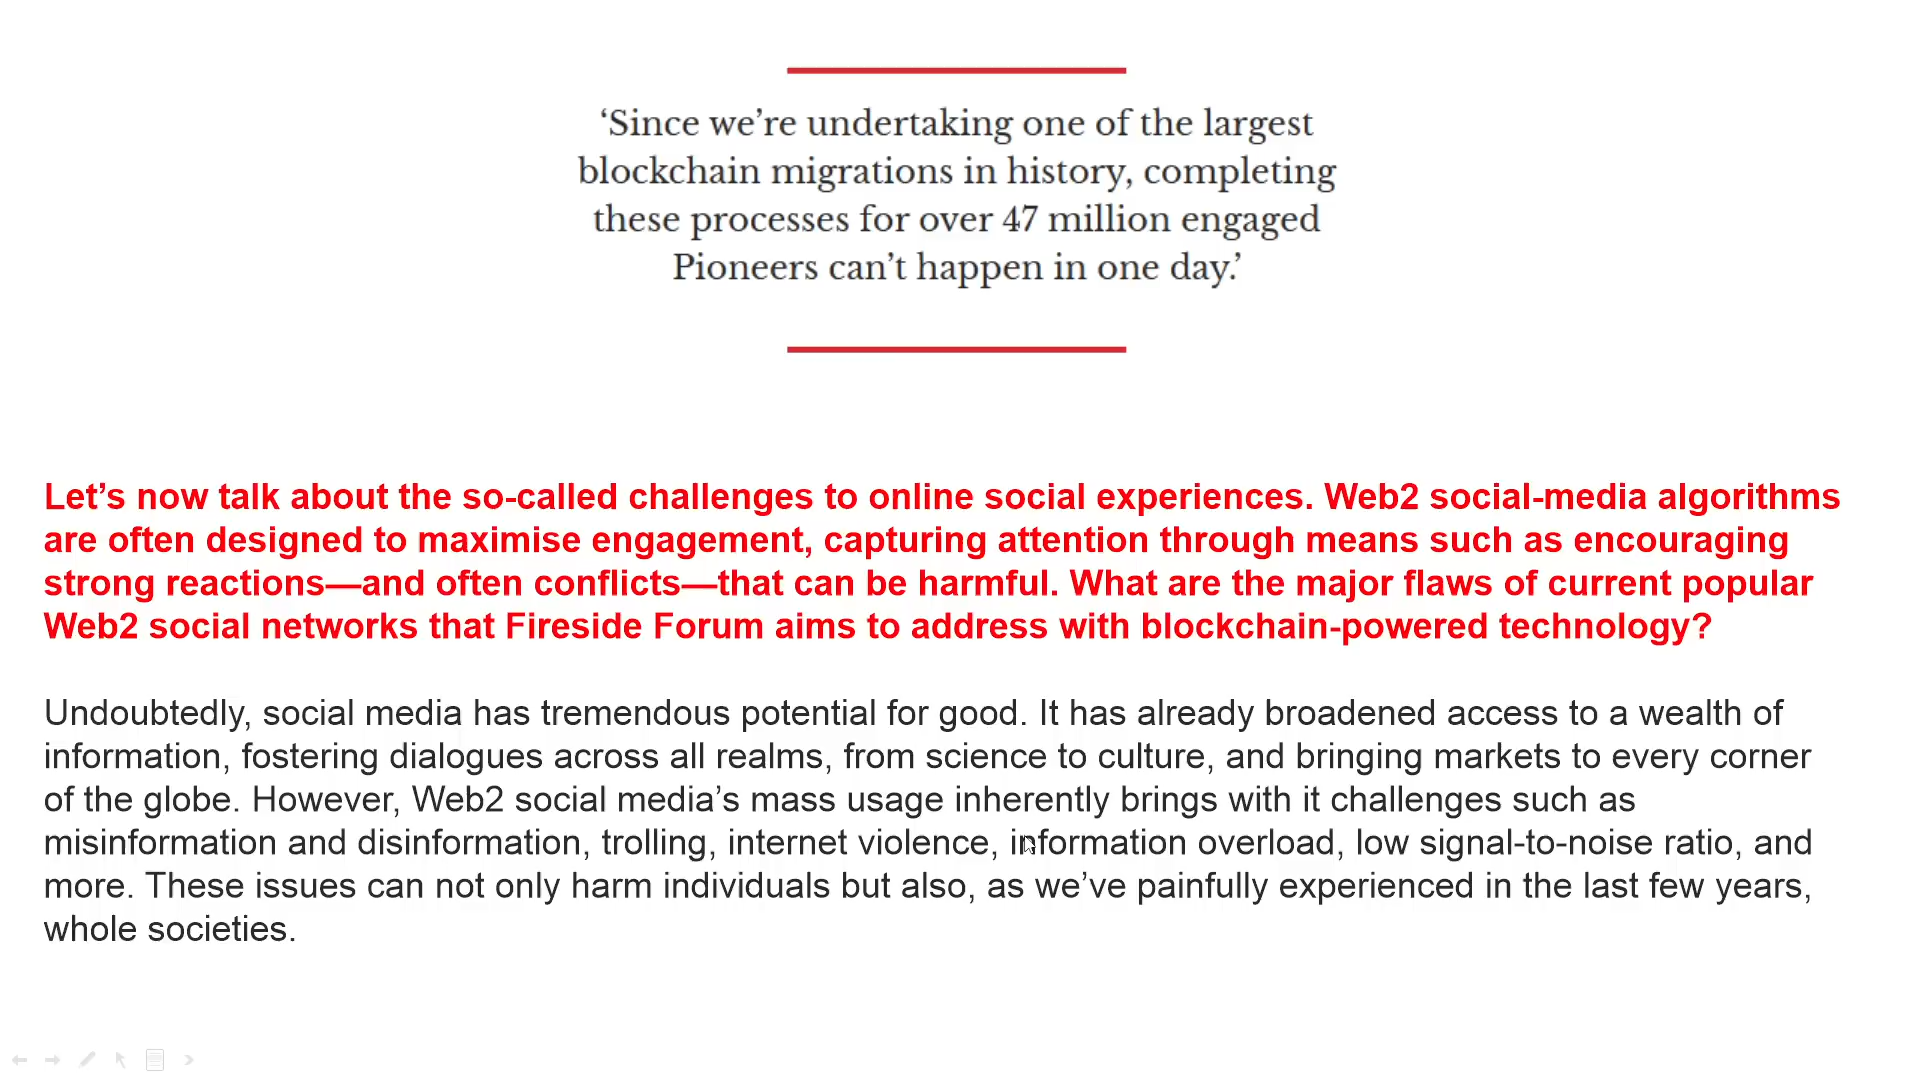 ‘Since we’re undertaking one of the largest
blockchain migrations in history, completing
these processes for over 47 million engaged
Pioneers can’t happen in one day.’
Let’s now talk about the so-called challenges to online social experiences. Web2 social-media algorithms
are often designed to maximise engagement, capturing attention through means such as encouraging
strong reactions—and often conflicts—that can be harmful. What are the major flaws of current popular
Web2 social networks that Fireside Forum aims to address with blockchain-powered technology?
Undoubtedly, social media has tremendous potential for good. It has already broadened access to a wealth of
information, fostering dialogues across all realms, from science to culture, and bringing markets to every corner
of the globe. However, Web2 social media’s mass usage inherently brings with it challenges such as
misinformation and disinformation, trolling, internet violence, information overload, low signal-to-noise ratio, and
more. These issues can not only harm individuals but also, as we’ve painfully experienced in the last few years,
whole societies.